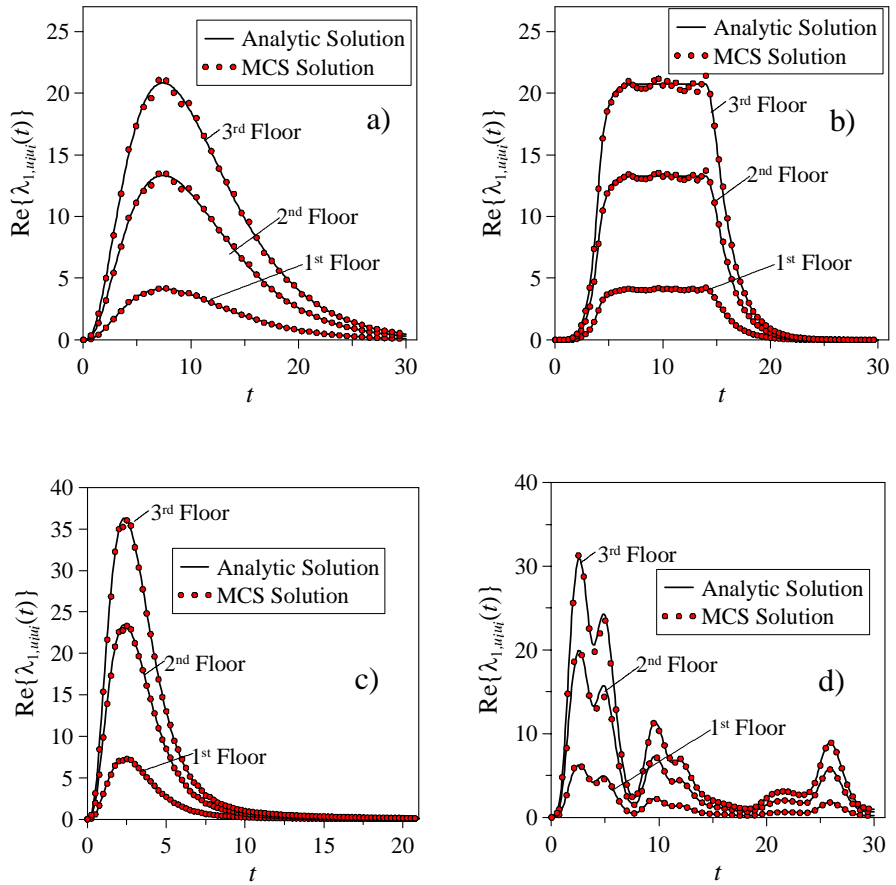 Re{λ1,uiui(t)}
25
20
15
10
5
0
Analytic Solution
MCS Solution
a)
3rd Floor
2nd Floor
1st Floor
0 10 20 30
t
Re{λ1,uiui(t)}
25
20
15
10
5
0
Analytic Solution
MCS Solution
b)
3rd Floor
2nd Floor
1st Floor
0 10 20 30
t
Re{λ1,uiui(t)}
40
35
30
25
20
15
10
5
0
3rd Floor
Analytic Solution
MCS Solution
2nd Floor
c)
1st Floor
0 5 10 15 20
t
Re{λ1,uiui(t)}
40
30
20
10
0
3rd Floor
Analytic Solution
MCS Solution
2nd Floor
d)
1st Floor
0 10 20 30
t